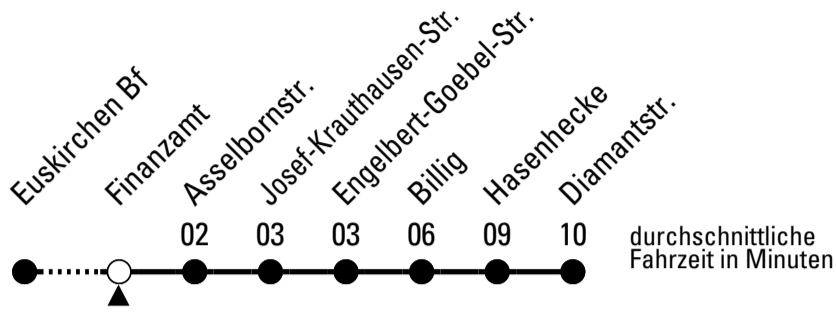 Euskirchen Bf
Finanzamt
Asselbornstr.
Josef-Krauthausen-Str.
Engelbert-Goebel-Str.
Billig
Hasenhecke
Diamantstr.
02 03 03 06 09 10
durchschnittliche
Fahrzeit in Minuten